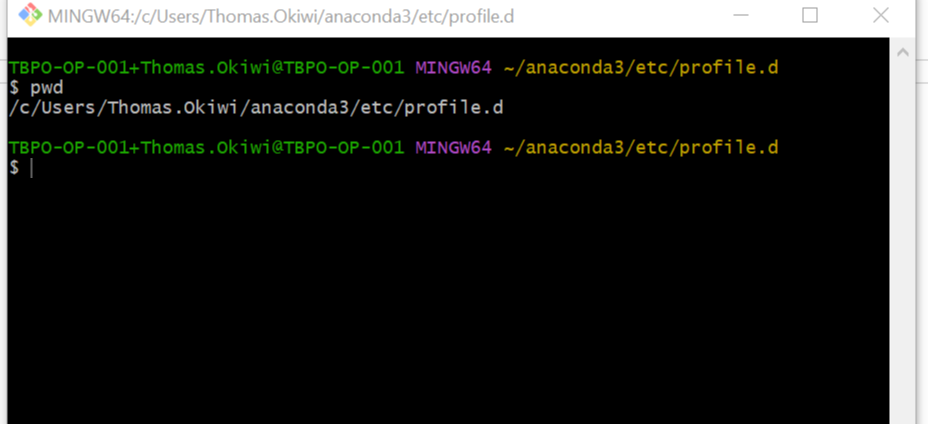 MINGW64:/c/Users/Thomas.Okiwi/anaconda3/etc/profile.d
TBPO-OP-001+Thomas.Okiwi@TBPO-OP-001 MINGW64 ~/anaconda3/etc/profile.d
$ pwd
/c/Users/Thomas.Okiwi/anaconda3/etc/profile.d
TBPO-OP-001+Thomas.Okiwi@TBPO-OP-001 MINGW64 ~/anaconda3/etc/profile.d
$